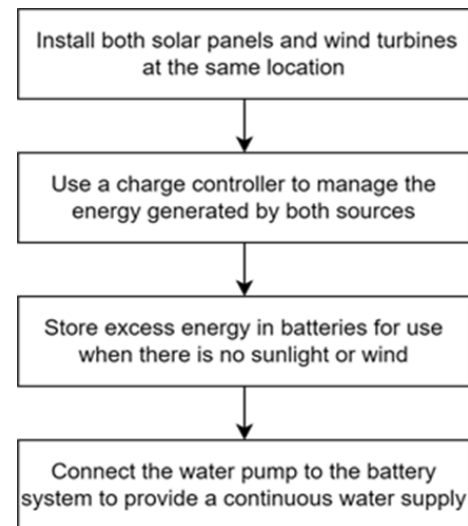 Install both solar panels and wind turbines
at the same location
Use a charge controller to manage the
energy generated by both sources
Store excess energy in batteries for use
when there is no sunlight or wind
Connect the water pump to the battery
system to provide a continuous water supply